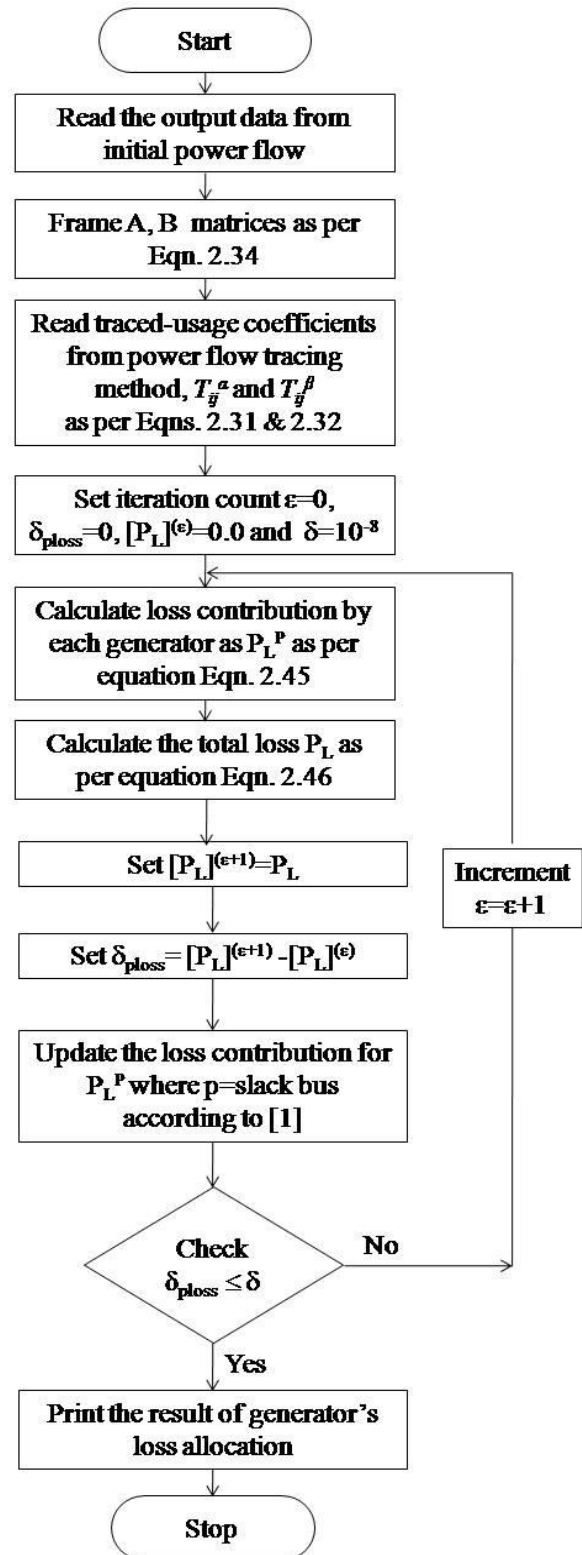 Start
Read the output data from
initial power flow
Frame A, B matrices as per
Eqn. 2.34
Read traced-usage coefficients
from power flow tracing
method, T_ij^α and T_ij^β
as per Eqns. 2.31 & 2.32
Set iteration count ε=0,
δ_ploss=0, [P_L]^(ε)=0.0 and δ=10^-8
Calculate loss contribution by
each generator as P_L^P as per
equation Eqn. 2.45
Calculate the total loss P_L as
per equation Eqn. 2.46
Set [P_L]^(ε+1)=P_L
Increment
ε=ε+1
Set δ_ploss= [P_L]^(ε+1) -[P_L]^(ε)
Update the loss contribution for
P_L^P where p=slack bus
according to [1]
Check
δ_ploss ≤ δ
No
Yes
Print the result of generator's
loss allocation
Stop